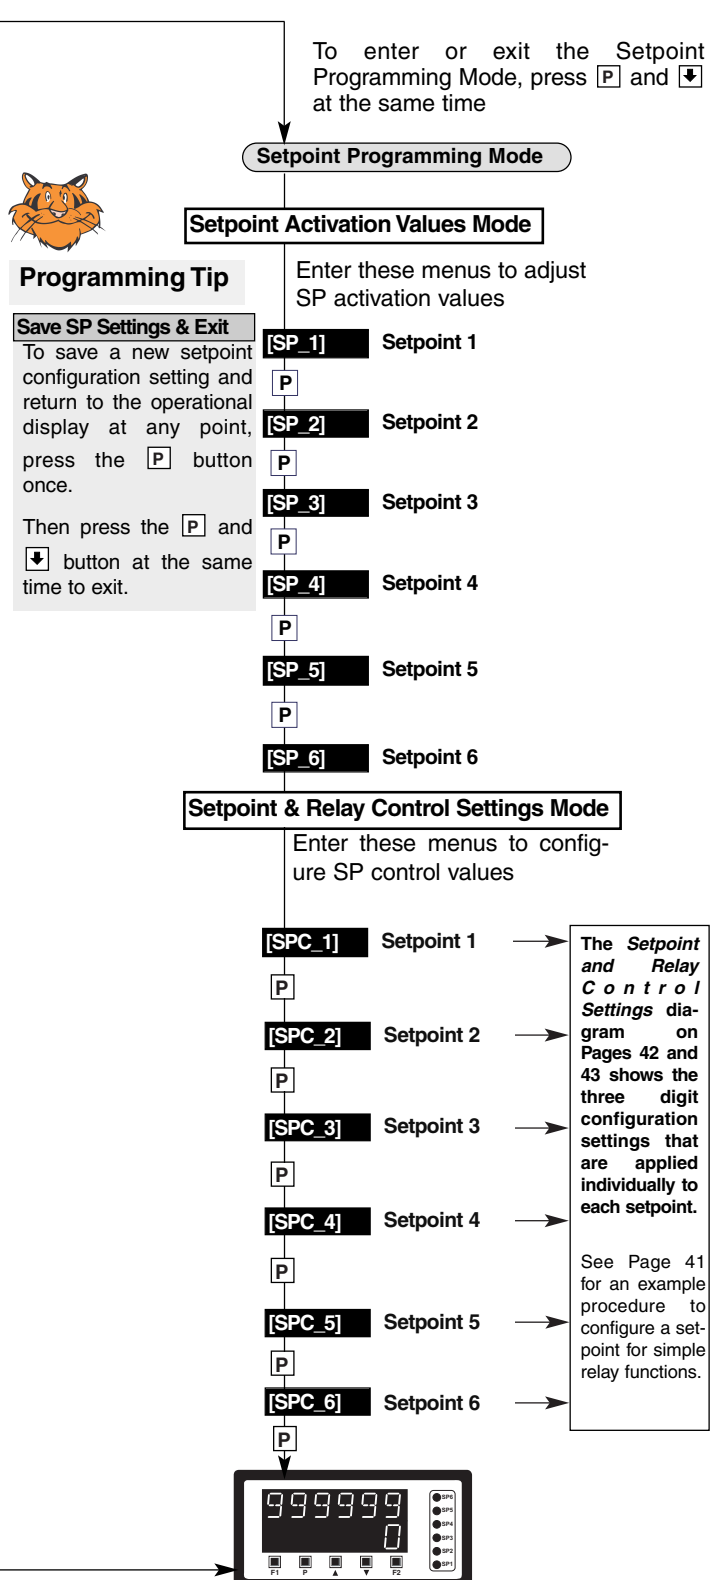 To enter or exit the Setpoint
Programming Mode, press P and 🡇
at the same time
Setpoint Programming Mode
Setpoint Activation Values Mode
Programming Tip
Enter these menus to adjust
SP activation values
Save SP Settings & Exit
To save a new setpoint
configuration setting and
return to the operational
display at any point,
press the P button
once.
Then press the P and
🡇 button at the same
time to exit.
[SP_1] Setpoint 1
P
[SP_2] Setpoint 2
P
[SP_3] Setpoint 3
P
[SP_4] Setpoint 4
P
[SP_5] Setpoint 5
P
[SP_6] Setpoint 6
Setpoint & Relay Control Settings Mode
Enter these menus to config-
ure SP control values
[SPC_1] Setpoint 1
P
[SPC_2] Setpoint 2
P
[SPC_3] Setpoint 3
P
[SPC_4] Setpoint 4
P
[SPC_5] Setpoint 5
P
[SPC_6] Setpoint 6
P
The Setpoint
and Relay
Control
Settings dia-
gram on
Pages 42 and
43 shows the
three digit
configuration
settings that
are applied
individually to
each setpoint.
See Page 41
for an example
procedure to
configure a set-
point for simple
relay functions.
999999
0
SP6
SP5
SP4
SP3
SP2
SP1
F1 P ▲ ▼ F2